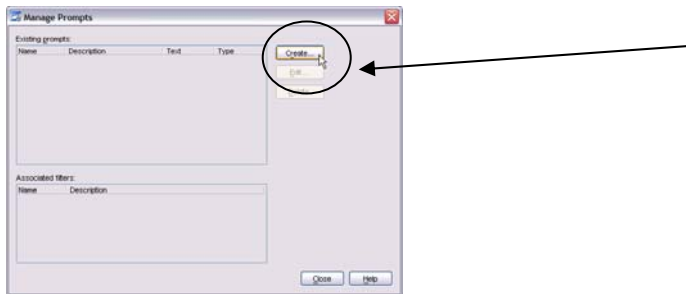 Manage Prompts
Existing prompts:
Name Description Text Type
Create...
Edit...
Associated filters:
Name Description
Close Help